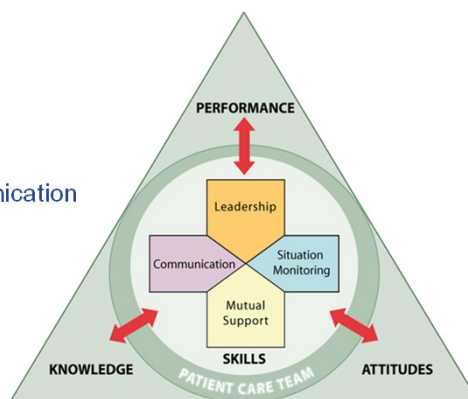 PERFORMANCE
nication
Leadership
Communication
Situation
Monitoring
Mutual
Support
SKILLS
KNOWLEDGE
ATTITUDES
PATIENT CARE TEAM